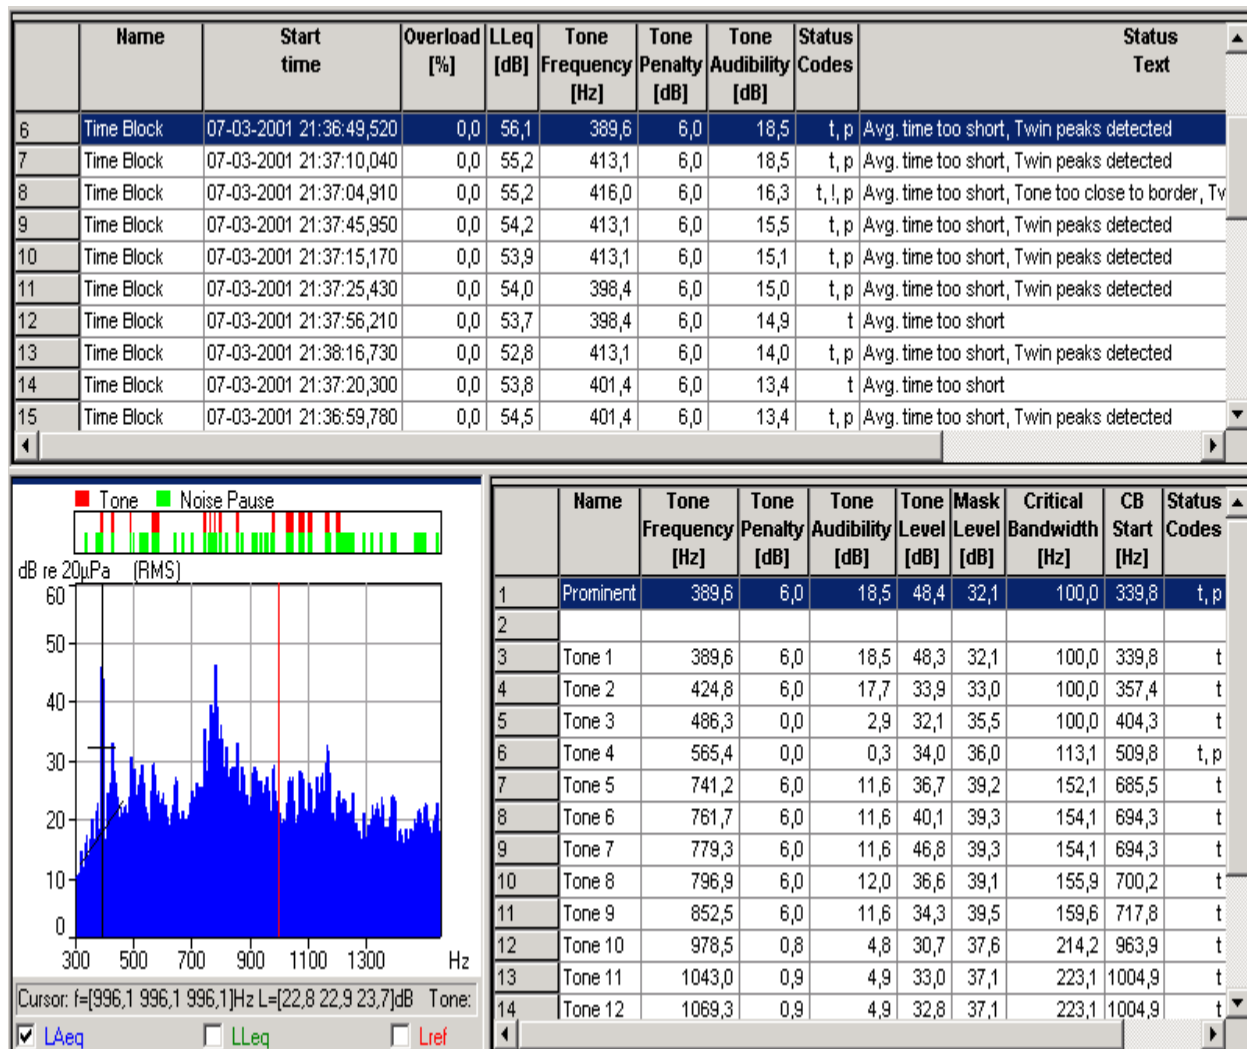 Name Start time Overload [%] LLeq [dB] Tone Frequency [Hz] Tone Penalty [dB] Tone Audibility [dB] Status Codes Status Text
6 Time Block 07-03-2001 21:36:49,520 0,0 56,1 389,6 6,0 18,5 t, p Avg. time too short, Twin peaks detected
7 Time Block 07-03-2001 21:37:10,040 0,0 55,2 413,1 6,0 18,5 t, p Avg. time too short, Twin peaks detected
8 Time Block 07-03-2001 21:37:04,910 0,0 55,2 416,0 6,0 16,3 t, !, p Avg. time too short, Tone too close to border, Tv
9 Time Block 07-03-2001 21:37:45,950 0,0 54,2 413,1 6,0 15,5 t, p Avg. time too short, Twin peaks detected
10 Time Block 07-03-2001 21:37:15,170 0,0 53,9 413,1 6,0 15,1 t, p Avg. time too short, Twin peaks detected
11 Time Block 07-03-2001 21:37:25,430 0,0 54,0 398,4 6,0 15,0 t, p Avg. time too short, Twin peaks detected
12 Time Block 07-03-2001 21:37:56,210 0,0 53,7 398,4 6,0 14,9 t Avg. time too short
13 Time Block 07-03-2001 21:38:16,730 0,0 52,8 413,1 6,0 14,0 t, p Avg. time too short, Twin peaks detected
14 Time Block 07-03-2001 21:37:20,300 0,0 53,8 401,4 6,0 13,4 t Avg. time too short
15 Time Block 07-03-2001 21:36:59,780 0,0 54,5 401,4 6,0 13,4 t, p Avg. time too short, Twin peaks detected
Tone Noise Pause
dB re 20µPa (RMS)
60
50
40
30
20
10
0
300 500 700 900 1100 1300 Hz
Cursor: f=[996,1 996,1 996,1]Hz L=[22,8 22,9 23,7]dB Tone:
LAeq LLeq Lref
Name Tone Frequency [Hz] Tone Penalty [dB] Tone Audibility [dB] Tone Level [dB] Mask Level [dB] Critical Bandwidth [Hz] CB Start [Hz] Status Codes
1 Prominent 389,6 6,0 18,5 48,4 32,1 100,0 339,8 t, p
2
3 Tone 1 389,6 6,0 18,5 48,3 32,1 100,0 339,8 t
4 Tone 2 424,8 6,0 17,7 33,9 33,0 100,0 357,4 t
5 Tone 3 486,3 0,0 2,9 32,1 35,5 100,0 404,3 t
6 Tone 4 565,4 0,0 0,3 34,0 36,0 113,1 509,8 t, p
7 Tone 5 741,2 6,0 11,6 36,7 39,2 152,1 685,5 t
8 Tone 6 761,7 6,0 11,6 40,1 39,3 154,1 694,3 t
9 Tone 7 779,3 6,0 11,6 46,8 39,3 154,1 694,3 t
10 Tone 8 796,9 6,0 12,0 36,6 39,1 155,9 700,2 t
11 Tone 9 852,5 6,0 11,6 34,3 39,5 159,6 717,8 t
12 Tone 10 978,5 0,8 4,8 30,7 37,6 214,2 963,9 t
13 Tone 11 1043,0 0,9 4,9 33,0 37,1 223,1 1004,9 t
14 Tone 12 1069,3 0,9 4,9 32,8 37,1 223,1 1004,9 t